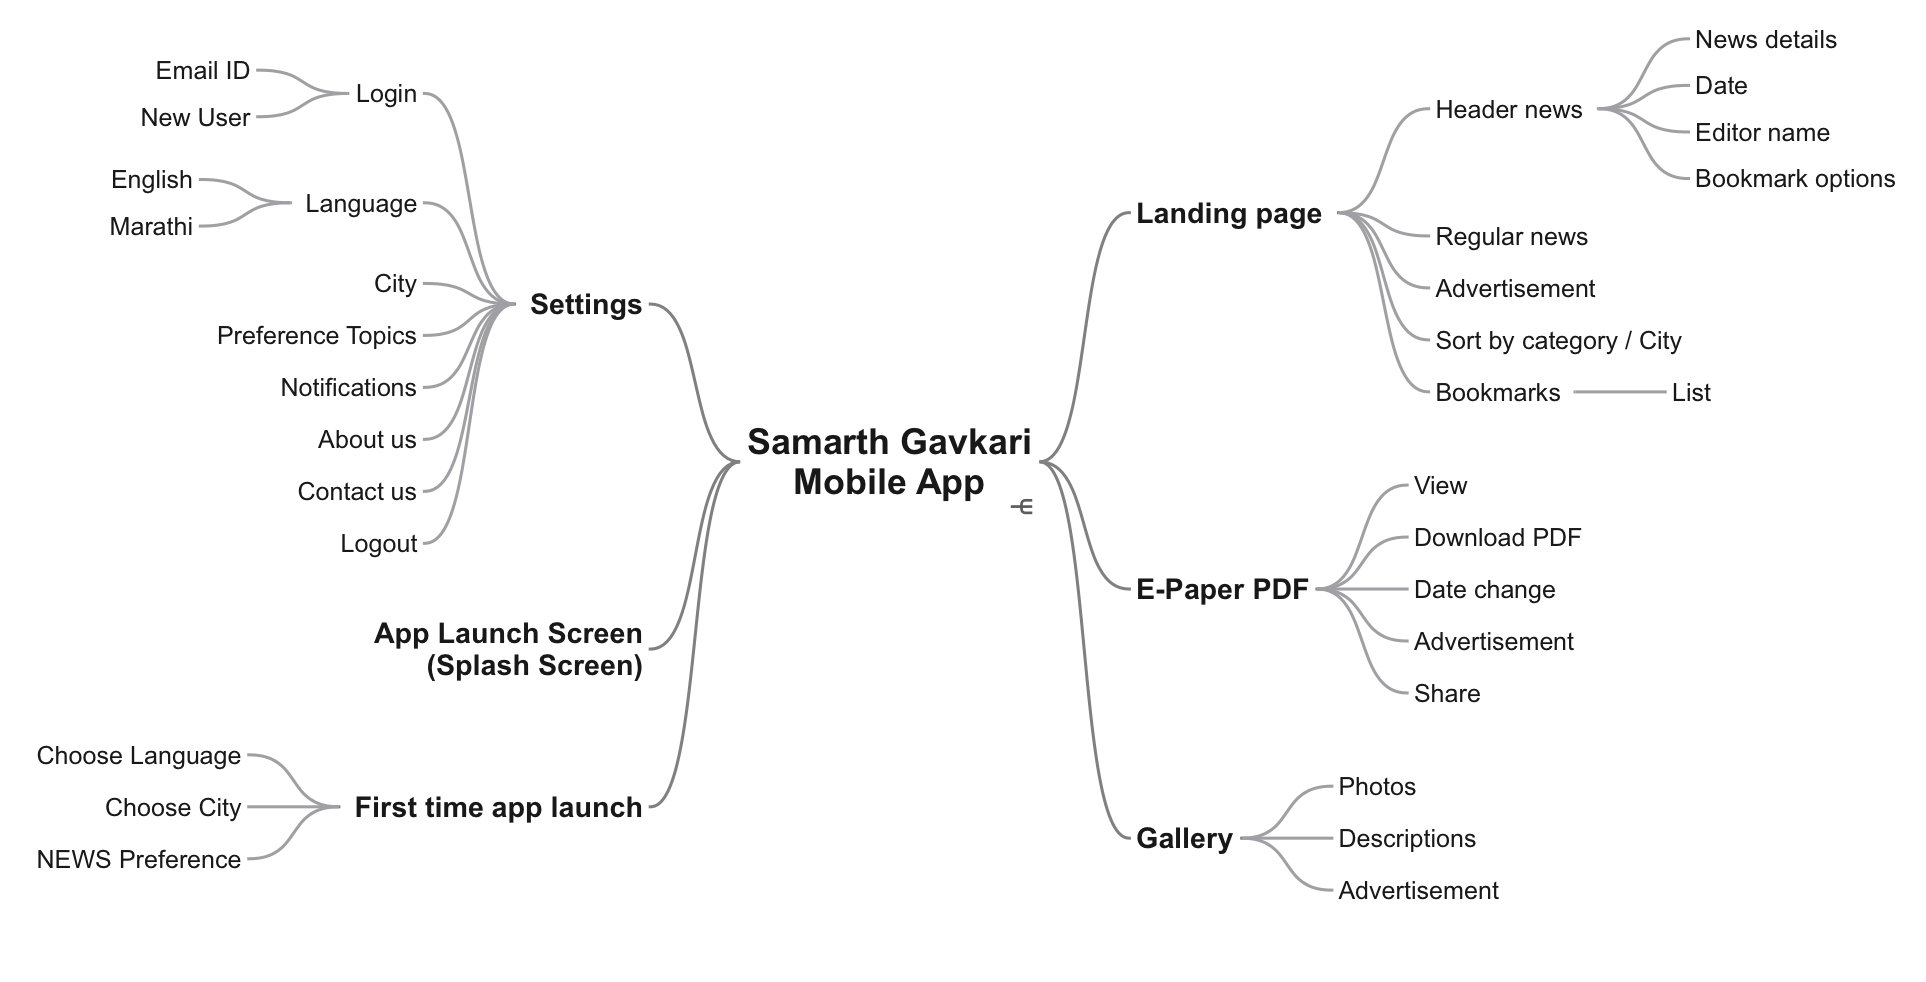 Samarth Gavkari
Mobile App
Landing page
Header news
News details
Date
Editor name
Bookmark options
Regular news
Advertisement
Sort by category / City
Bookmarks
List
E-Paper PDF
View
Download PDF
Date change
Advertisement
Share
Gallery
Photos
Descriptions
Advertisement
Settings
Login
Email ID
New User
Language
English
Marathi
City
Preference Topics
Notifications
About us
Contact us
Logout
App Launch Screen
(Splash Screen)
First time app launch
Choose Language
Choose City
NEWS Preference